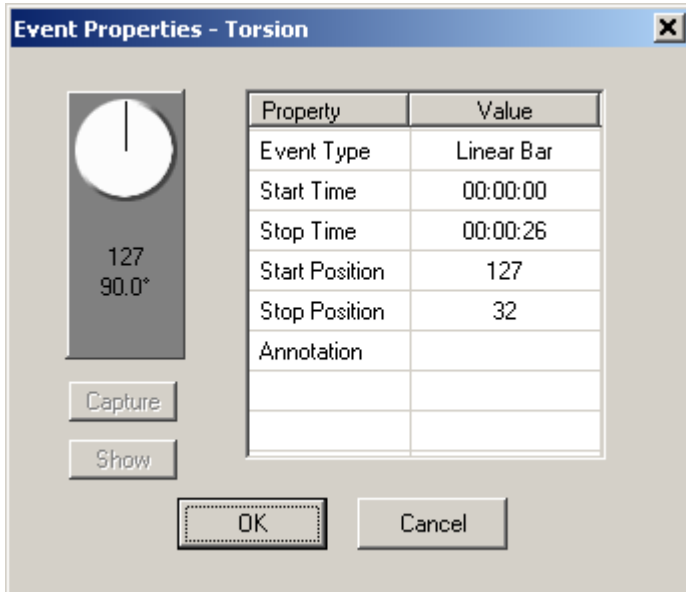 Event Properties - Torsion
127
90.0°
Capture
Show
Property Value
Event Type Linear Bar
Start Time 00:00:00
Stop Time 00:00:26
Start Position 127
Stop Position 32
Annotation
OK Cancel